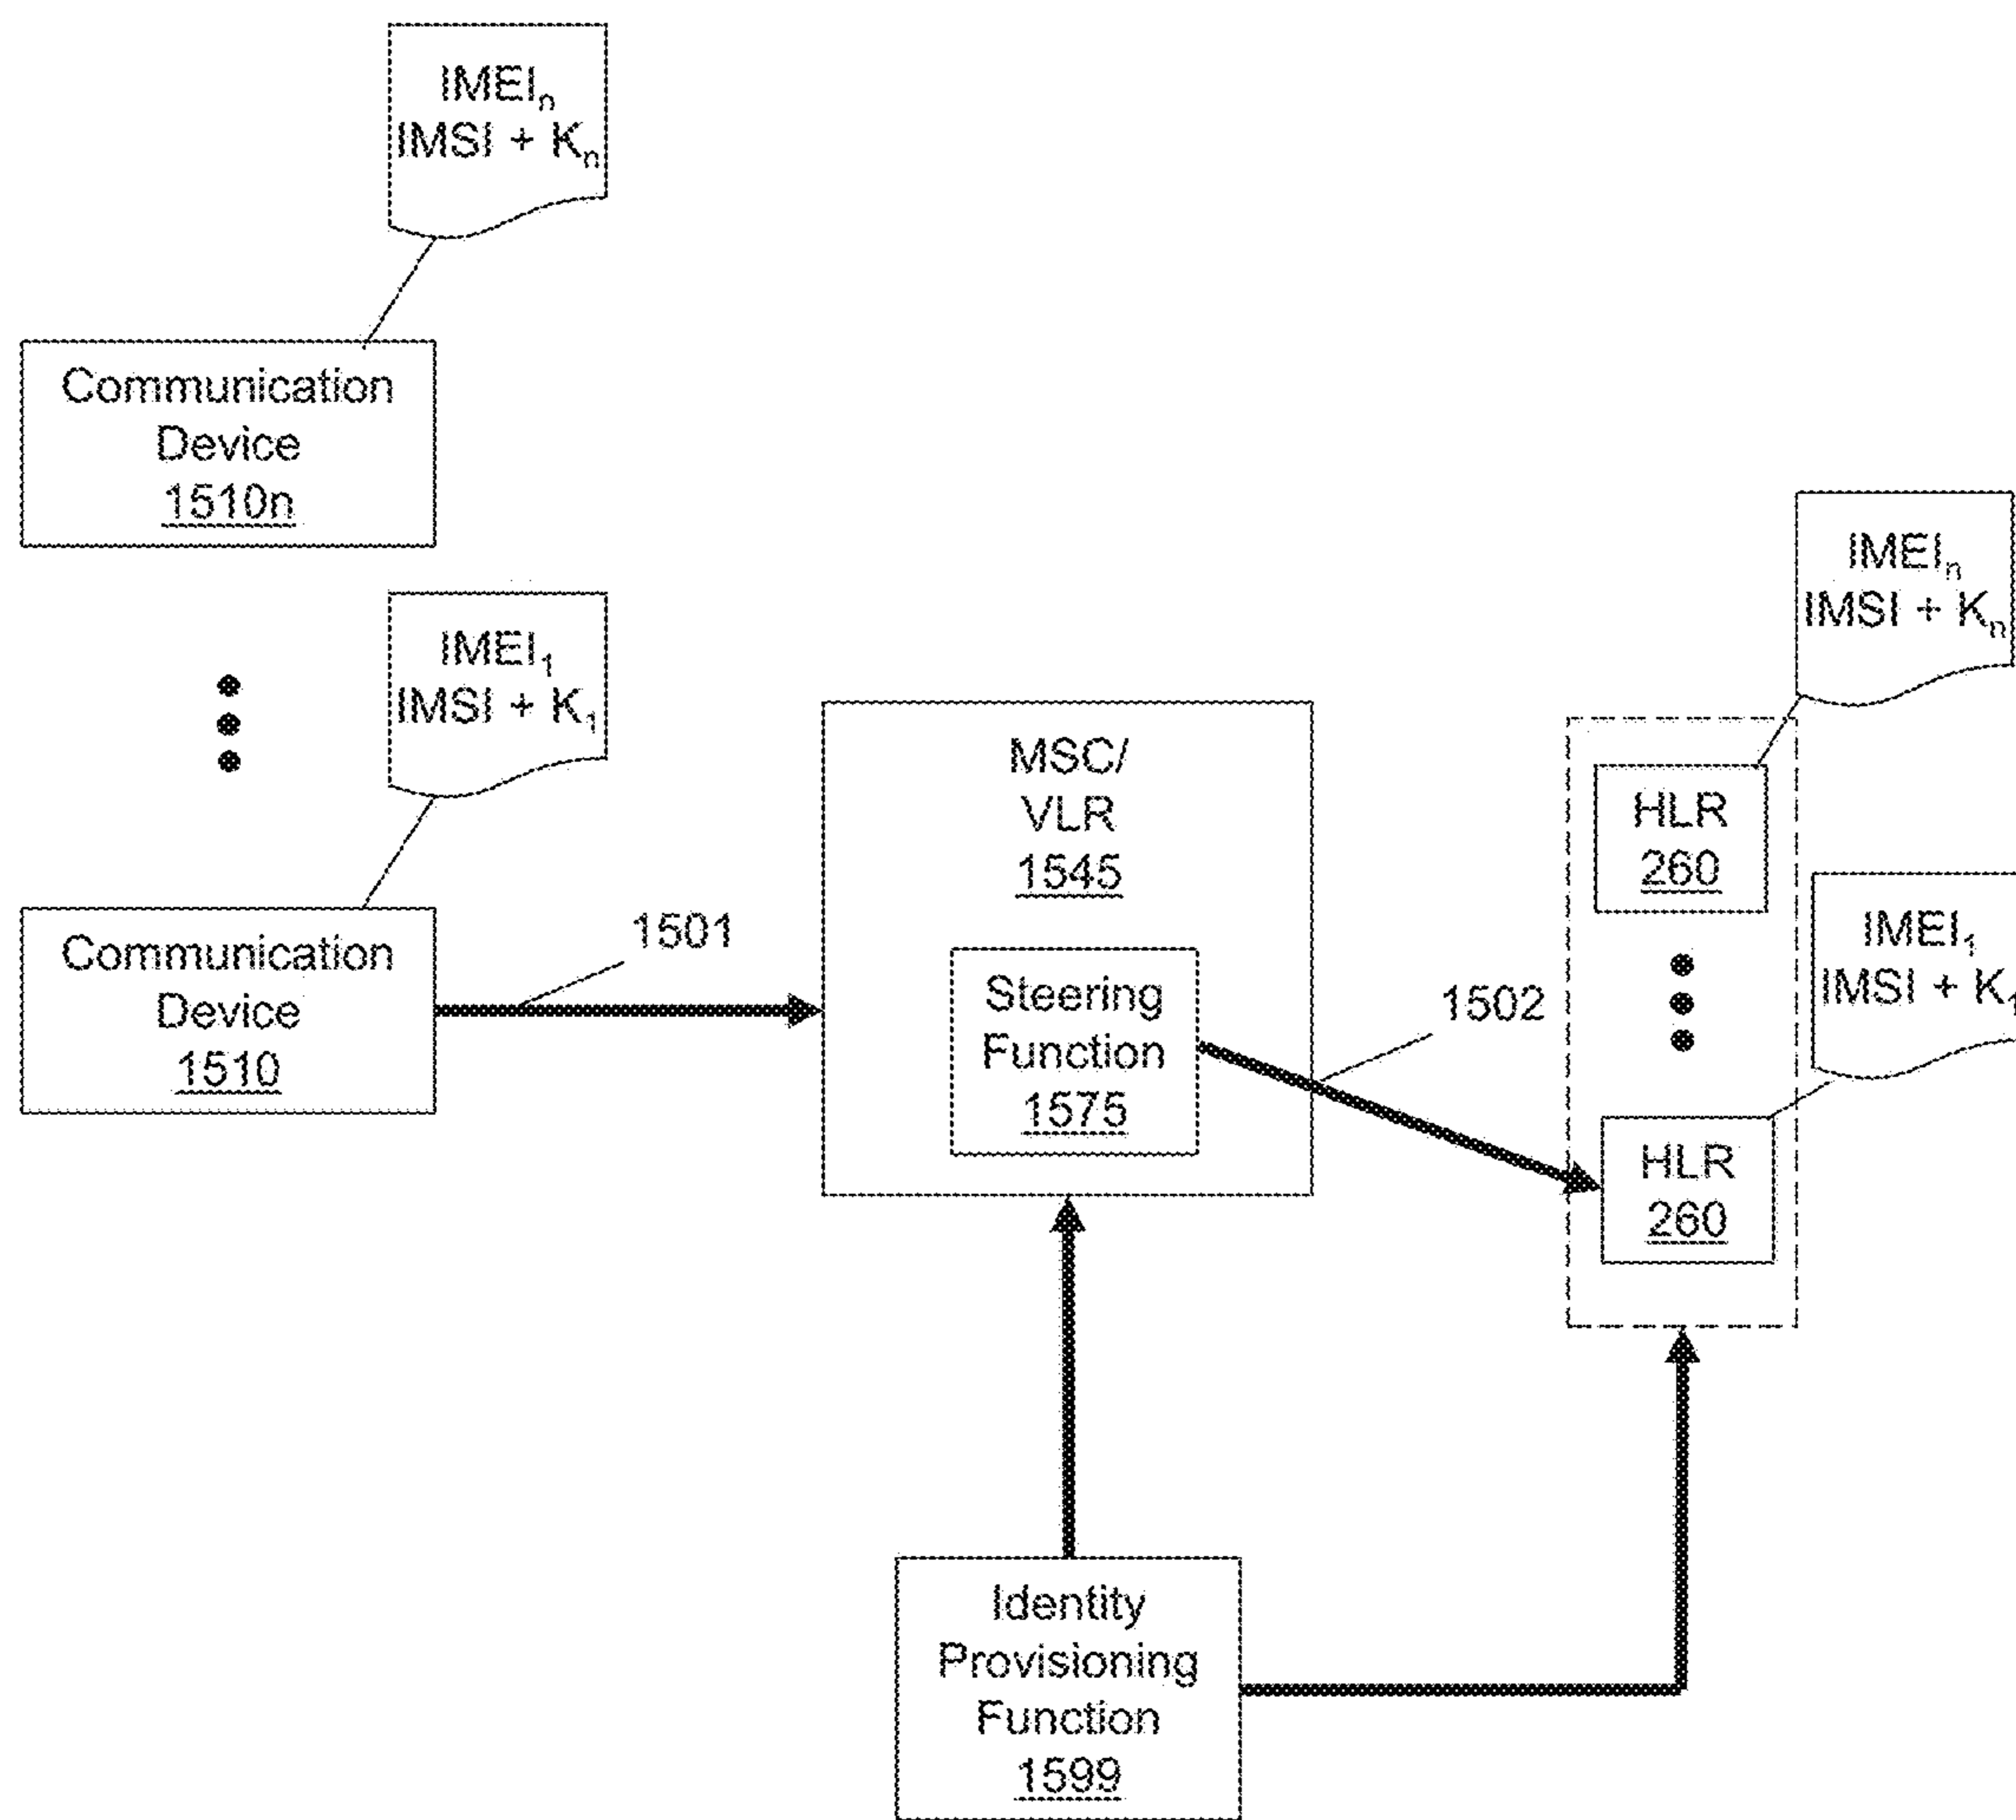 IMEIn
IMSI + Kn
Communication
Device
1510n
IMEI1
IMSI + K1
Communication
Device
1510
1501
MSC/
VLR
1545
Steering
Function
1575
1502
IMEIn
IMSI + Kn
HLR
260
IMEI1
IMSI + K1
HLR
260
Identity
Provisioning
Function
1599